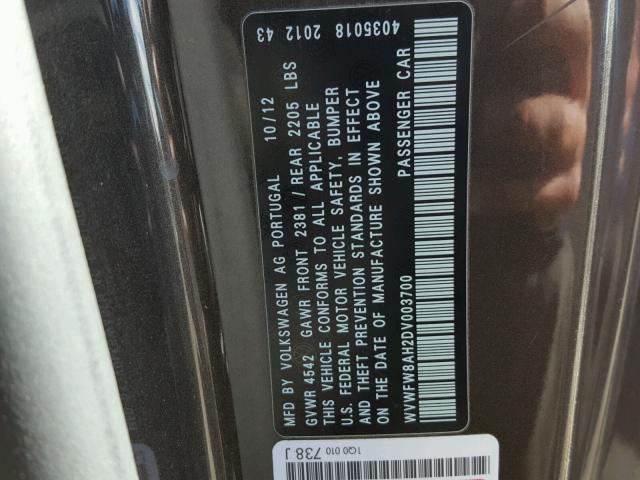 4035018 2012 43
MFD BY VOLKSWAGEN AG PORTUGAL 10/12
GVWR 4542 GAWR FRONT 2381/REAR 2205 LBS
THIS VEHICLE CONFORMS TO ALL APPLICABLE
U.S. FEDERAL MOTOR VEHICLE SAFETY, BUMPER
AND THEFT PREVENTION STANDARDS IN EFFECT
ON THE DATE OF MANUFACTURE SHOWN ABOVE
PASSENGER CAR
WVWFW8AH2DV003700
1Q0 010 738 J